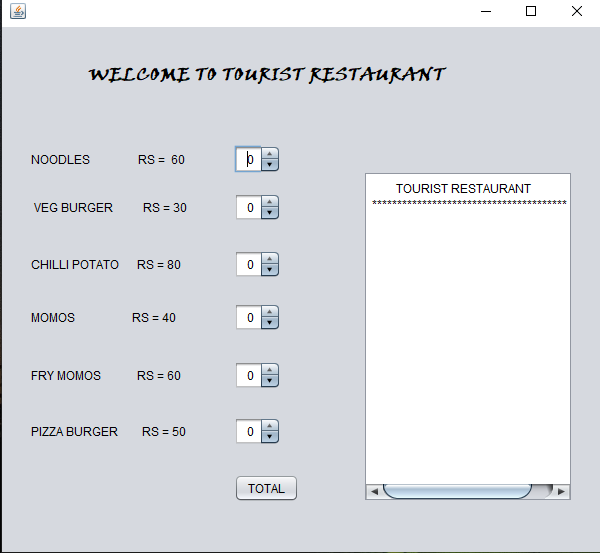 WELCOME TO TOURIST RESTAURANT
NOODLES RS = 60 0
VEG BURGER RS = 30 0
CHILLI POTATO RS = 80 0
MOMOS RS = 40 0
FRY MOMOS RS = 60 0
PIZZA BURGER RS = 50 0
TOTAL
TOURIST RESTAURANT
***************************************